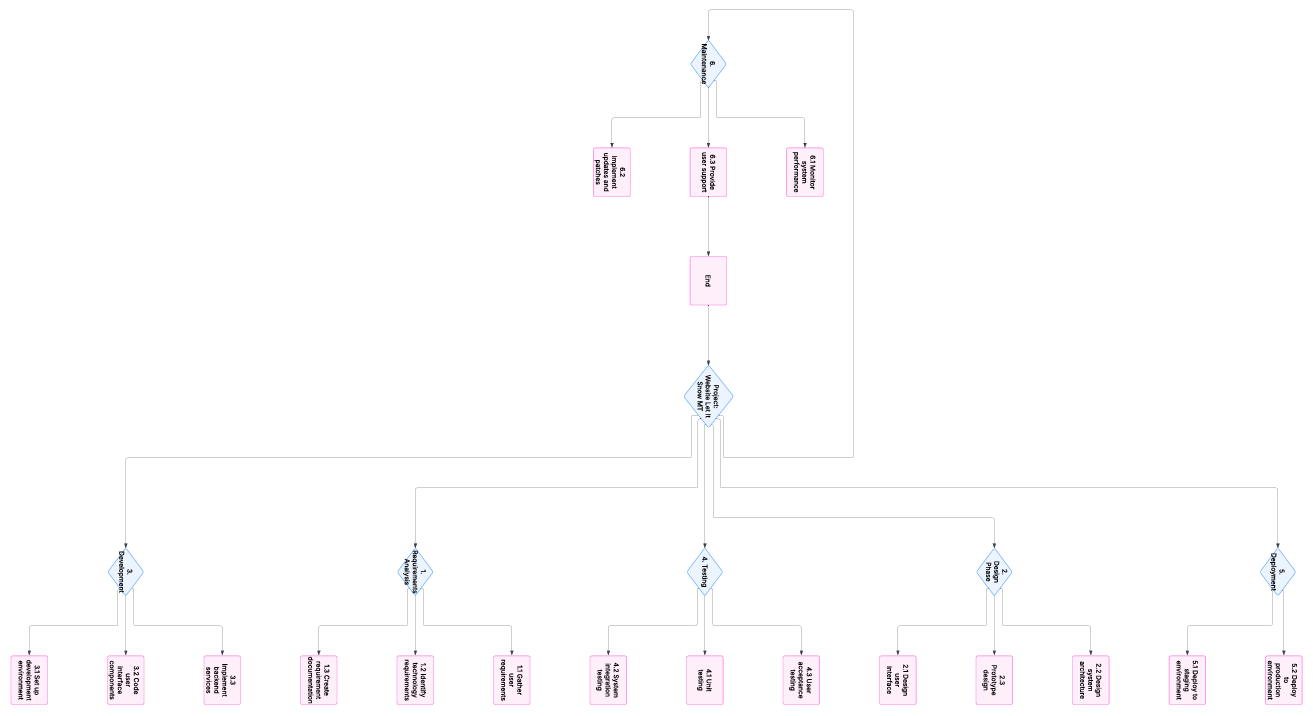 6.
Maintenance
6.2
Implement
updates and
patches
6.3 Provide
user support
6.1 Monitor
system
performance
End
Project:
Website Let It
Snow MT
3.
Development
1.
Requirements
Analysis
4. Testing
2.
Design
Phase
5.
Deployment
3.1 Set up
development
environment
3.2 Code
user
interface
components
3.3
Implement
backend
services
1.3 Create
requirement
documentation
1.2 Identify
technology
requirements
1.1 Gather
user
requirements
4.2 System
integration
testing
4.1 Unit
testing
4.3 User
acceptance
testing
2.1 Design
user
interface
2.3
Prototype
design
2.2 Design
system
architecture
5.1 Deploy to
staging
environment
5.2 Deploy
to
production
environment